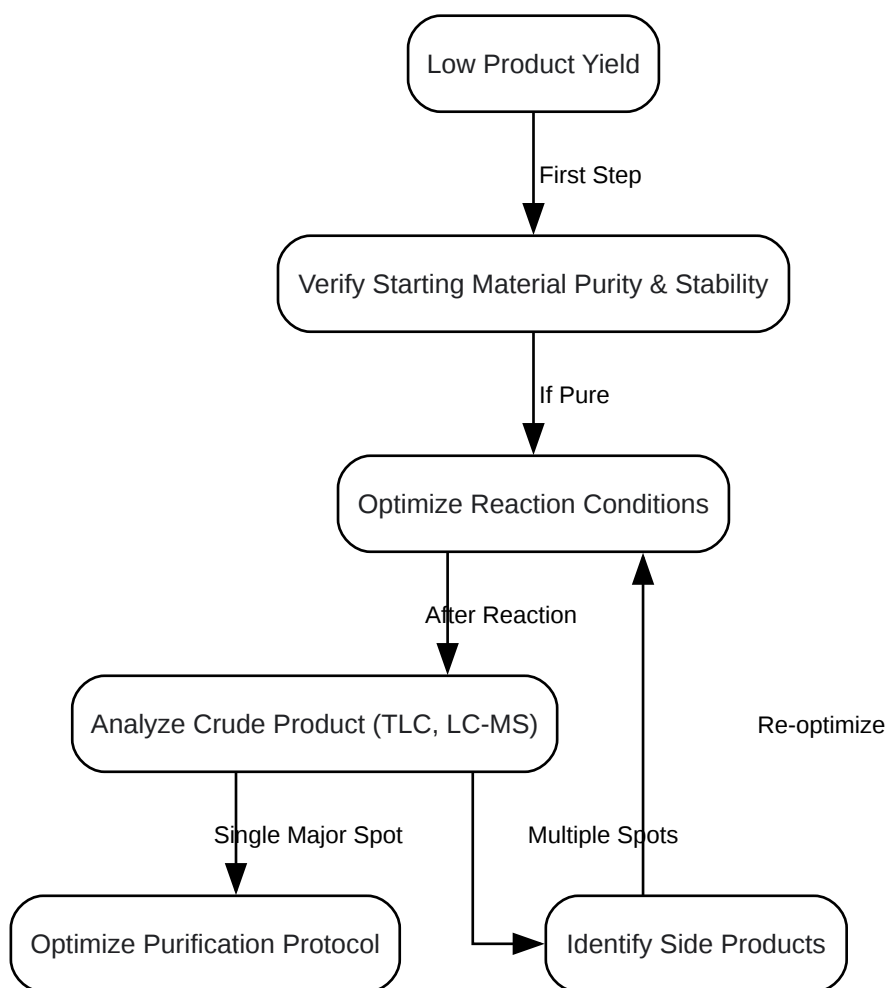 Low Product Yield
First Step
Verify Starting Material Purity & Stability
If Pure
Optimize Reaction Conditions
After Reaction
Analyze Crude Product (TLC, LC-MS)
Re-optimize
Single Major Spot
Multiple Spots
Optimize Purification Protocol
Identify Side Products